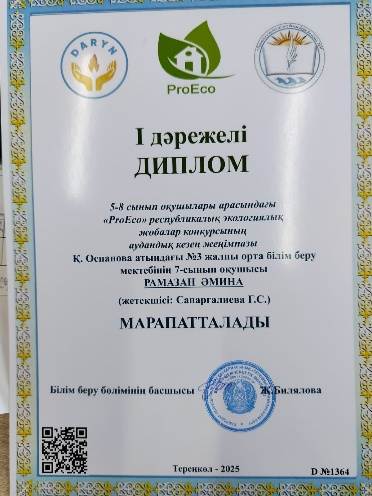 DARYN
ProEco
I дәрежелі
ДИПЛОМ
5-8 сынып оқушылары арасындағы
«ProEco» республикалық экологиялық
жобалар конкурсының
аудандық кезең жеңімпазы
Қ. Оспанова атындағы №3 жалпы орта білім беру
мектебінің 7-сынып оқушысы
РАМАЗАН ӘМИНА
(жетекшісі: Сапаргалиева Г.С.)
МАРАПАТТАЛАДЫ
Білім беру бөлімінің басшысы Ж.Билялова
Тереңкөл - 2025
D №1364